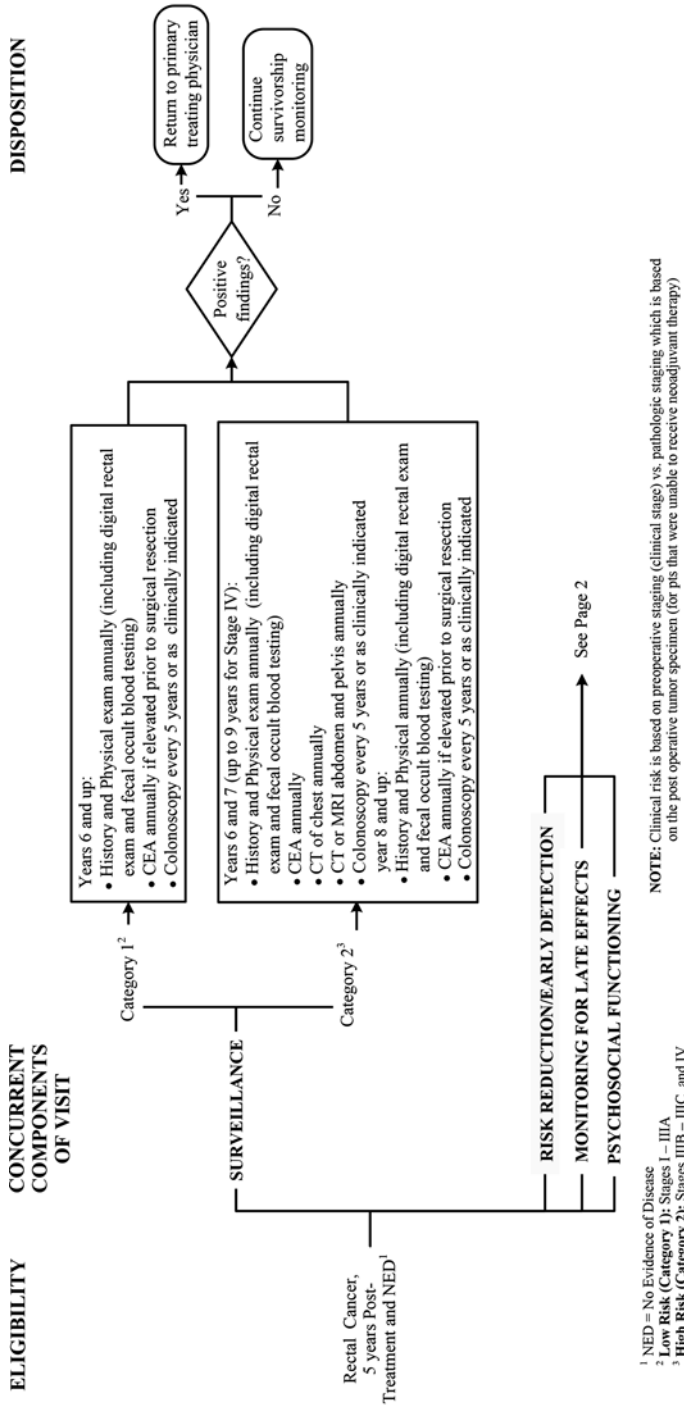 ELIGIBILITY
CONCURRENT
COMPONENTS
OF VISIT
DISPOSITION
Rectal Cancer,
5 years Post-
Treatment and NED1
SURVEILLANCE
Category 1²
Years 6 and up:
• History and Physical exam annually (including digital rectal
exam and fecal occult blood testing)
• CEA annually if elevated prior to surgical resection
• Colonoscopy every 5 years or as clinically indicated
Category 2³
Years 6 and 7 (up to 9 years for Stage IV):
• History and Physical exam annually (including digital rectal
exam and fecal occult blood testing)
• CEA annually
• CT of chest annually
• CT or MRI abdomen and pelvis annually
• Colonoscopy every 5 years or as clinically indicated
year 8 and up:
• History and Physical annually (including digital rectal exam
and fecal occult blood testing)
• CEA annually if elevated prior to surgical resection
• Colonoscopy every 5 years or as clinically indicated
Positive
findings?
Yes
Return to primary
treating physician
No
Continue
survivorship
monitoring
RISK REDUCTION/EARLY DETECTION
MONITORING FOR LATE EFFECTS
PSYCHOSOCIAL FUNCTIONING
See Page 2
¹ NED = No Evidence of Disease
² Low Risk (Category 1): Stages I – IIIA
³ High Risk (Category 2): Stages IIIB – IIIC, and IV
NOTE: Clinical risk is based on preoperative staging (clinical stage) vs. pathologic staging which is based
on the post operative tumor specimen (for pts that were unable to receive neoadjuvant therapy)